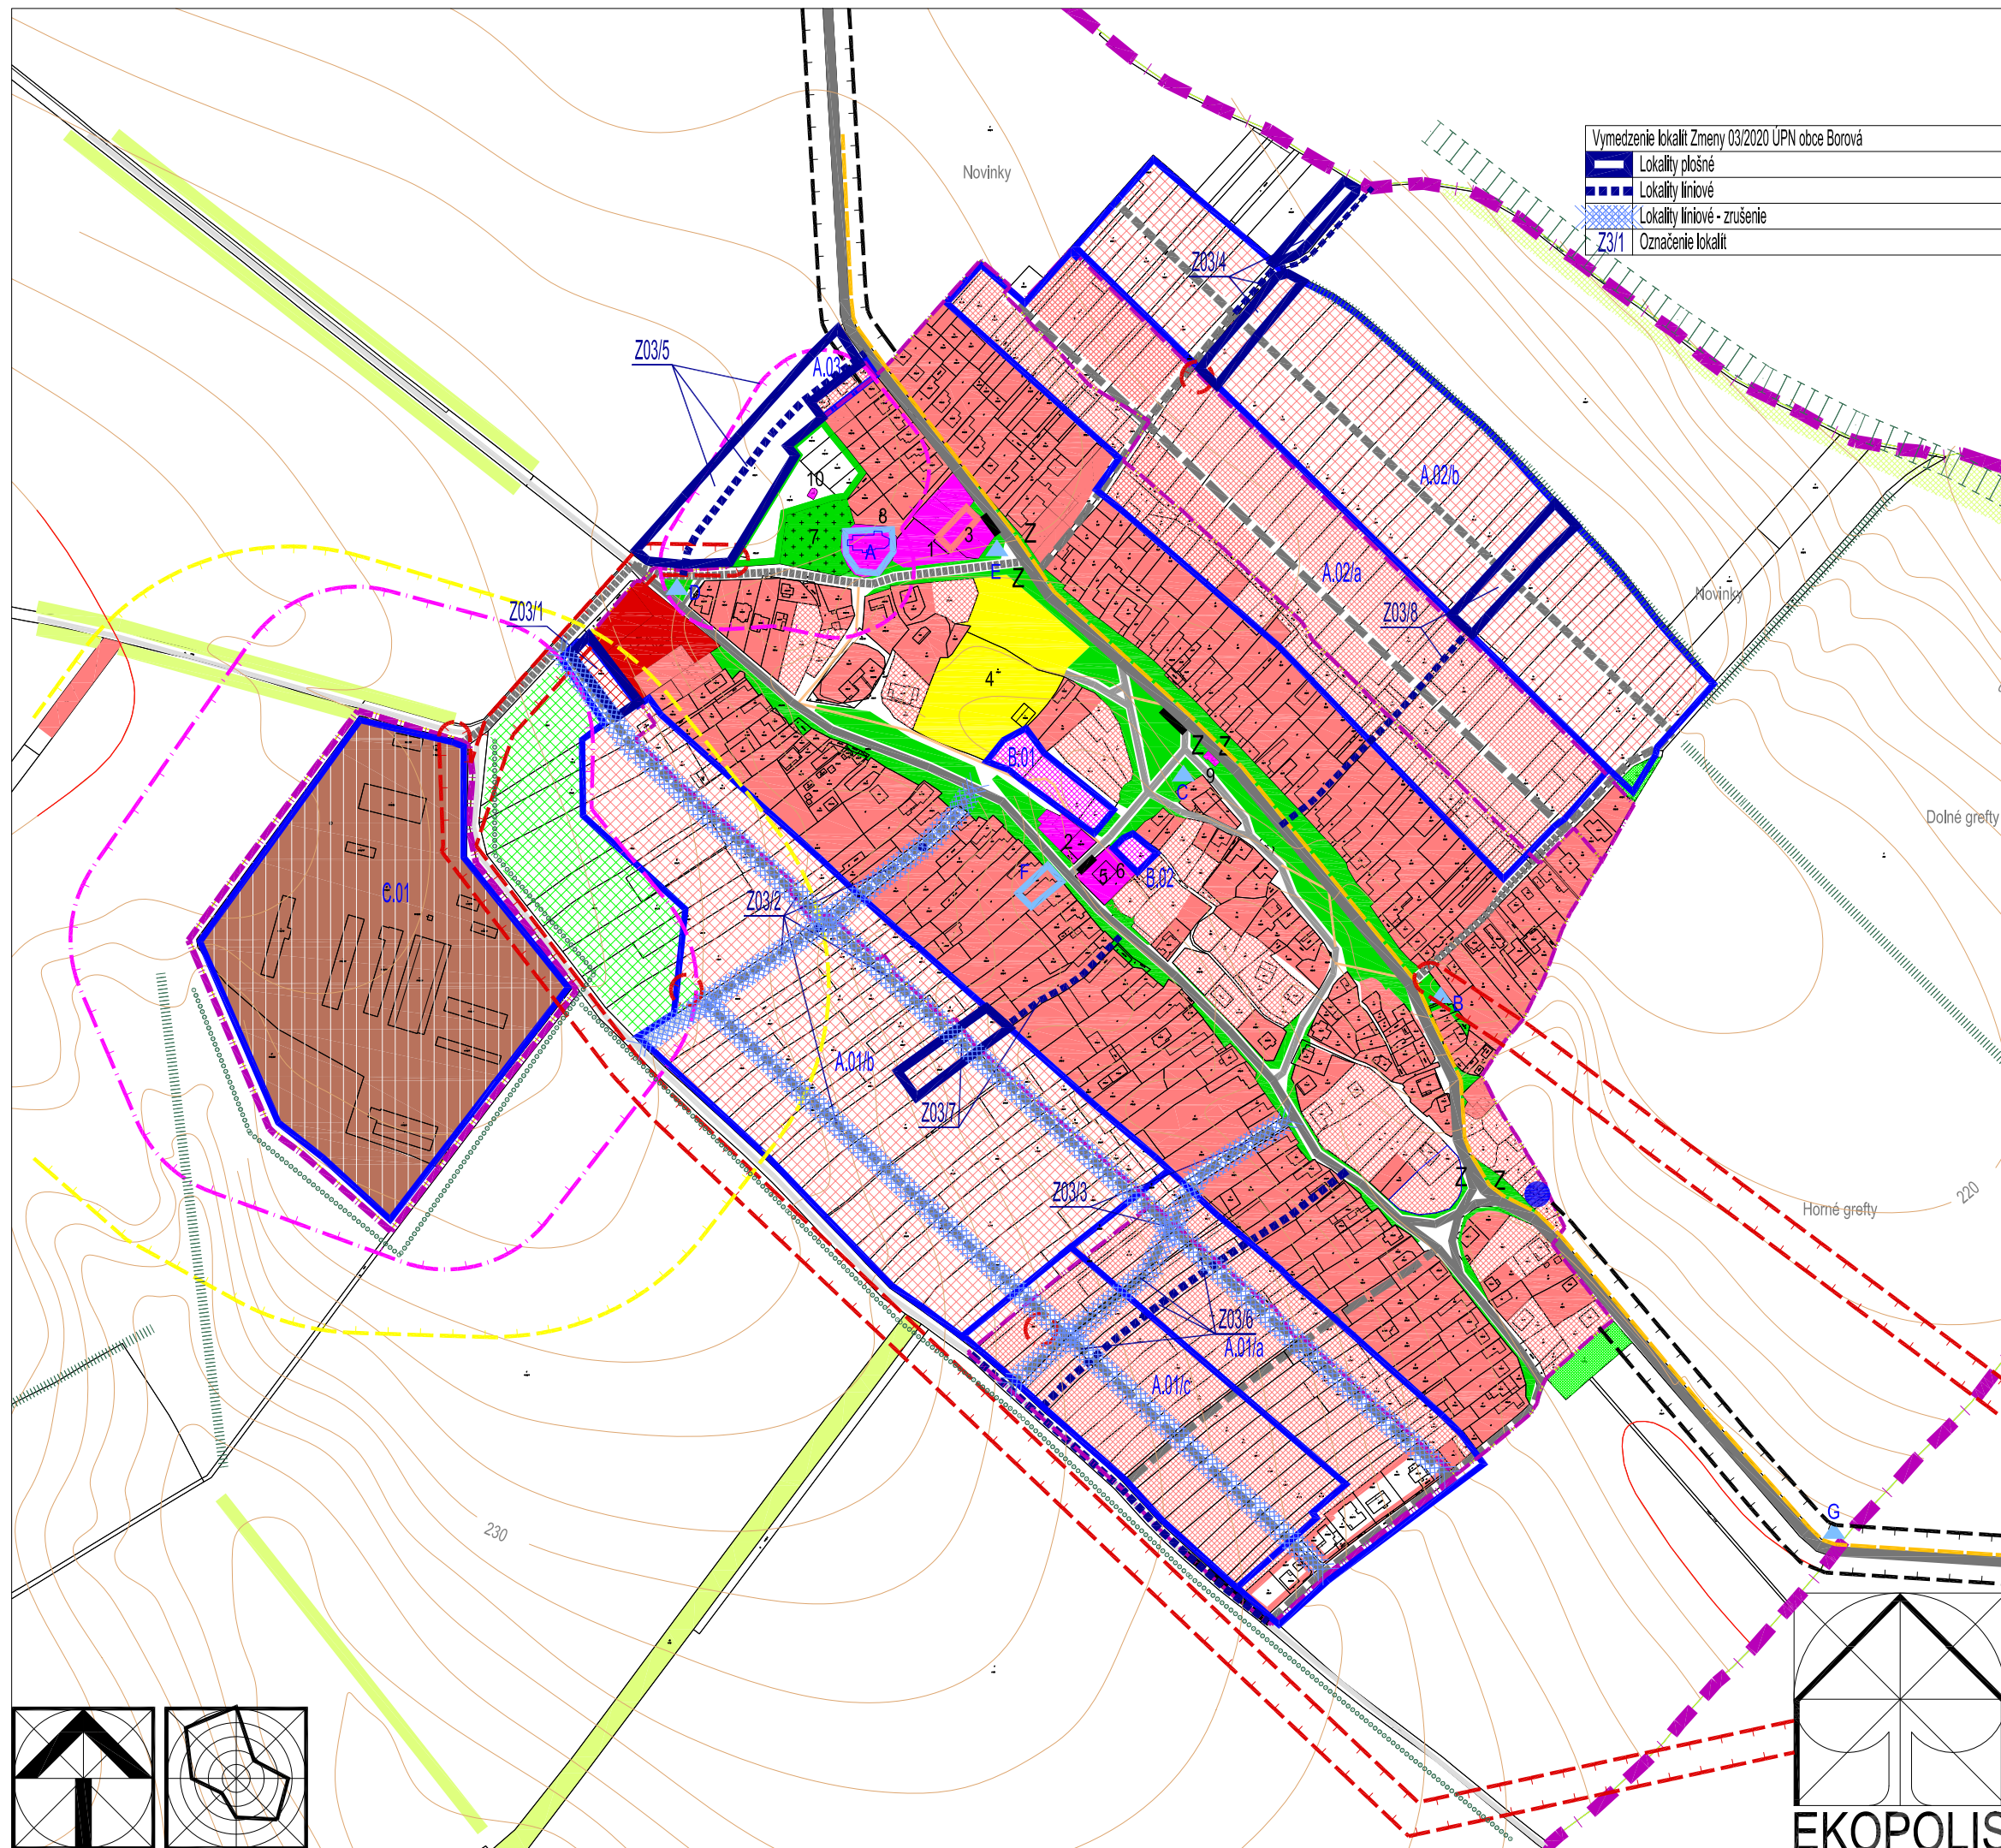 Vymedzenie lokalít Zmeny 03/2020 ÚPN obce Borová
Lokality plošné
Lokality líniové
Lokality líniové - zrušenie
Z3/1 Označenie lokalít
Novinky
Z03/4
Z03/5
A.03
A.02/b
10
8
7
A
1
3
Z
E
Z
A.02/a
D
Novinky
Z03/1
Z03/8
4
B.01
Z
Z
9
C
Dolné grefty
2
F
5
6
B.02
C.01
Z03/2
B
A.01/b
Z03/7
Z
Z
Z03/3
220
Horné grefty
Z03/6
A.01/a
A.01/c
G
230
EKOPOLIS